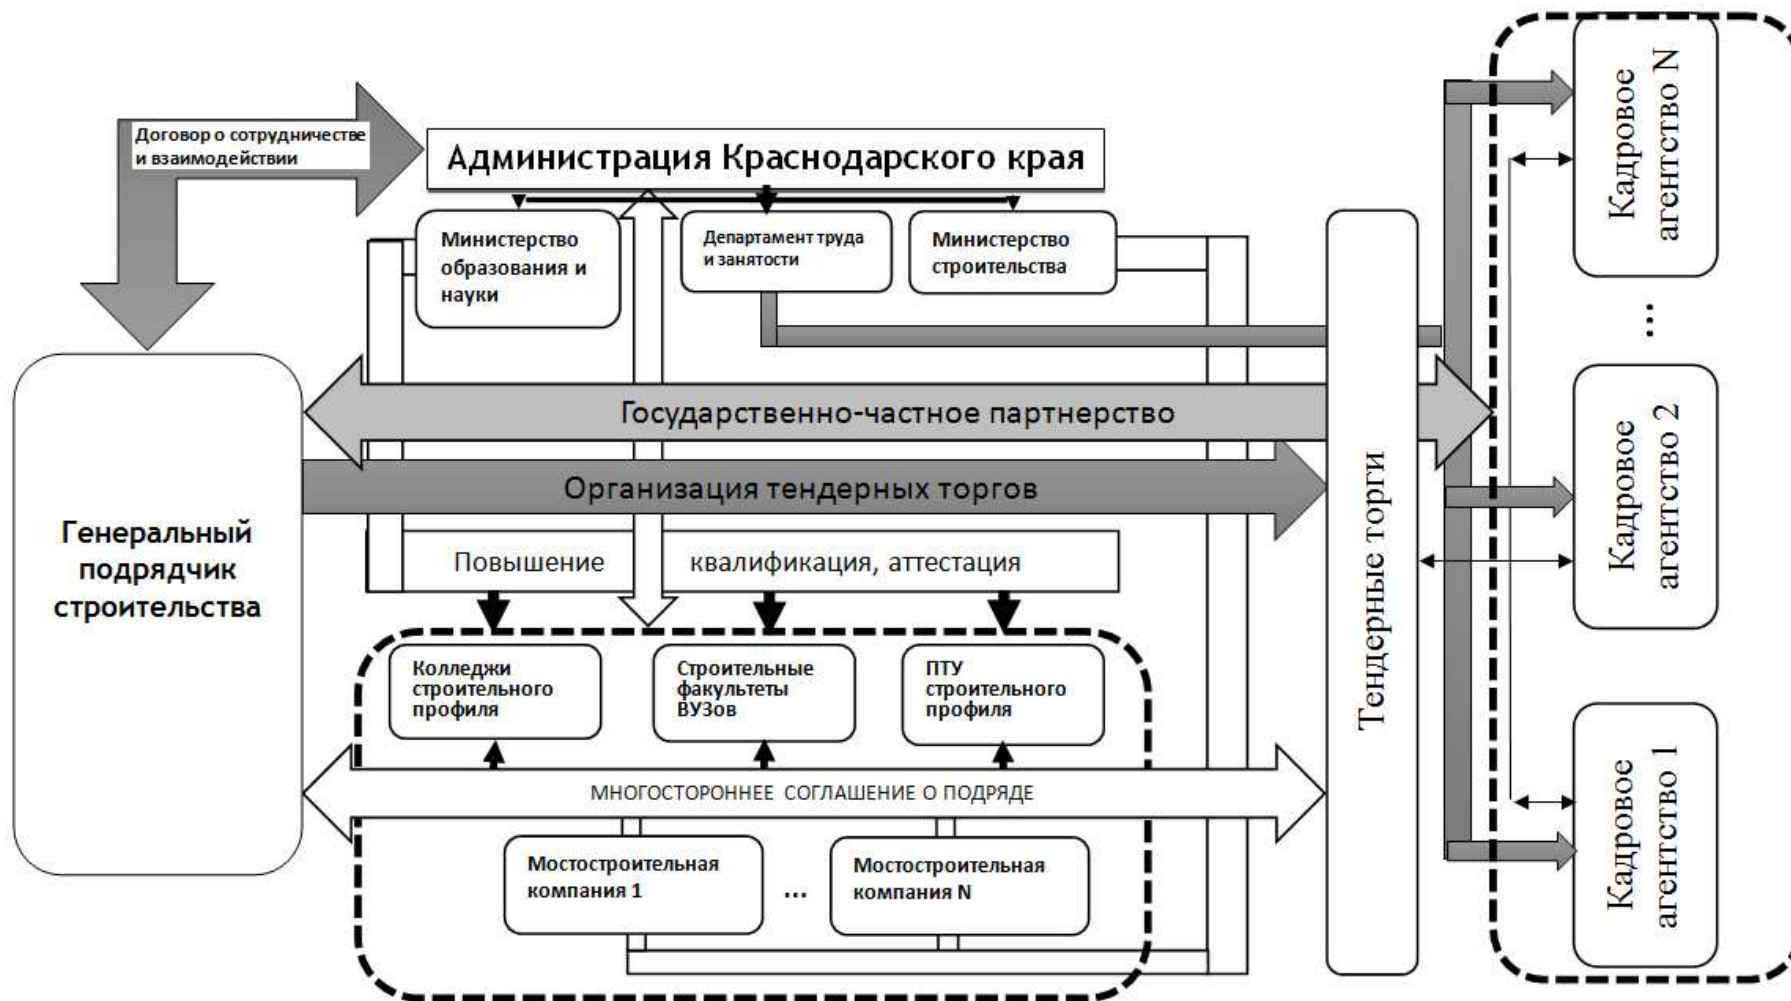 Договор о сотрудничестве
и взаимодействии
Администрация Краснодарского края
Министерство
образования и
науки
Департамент труда
и занятости
Министерство
строительства
Государственно-частное партнерство
Организация тендерных торгов
Генеральный
подрядчик
строительства
Повышение квалификация, аттестация
Колледжи
строительного
профиля
Строительные
факультеты
ВУЗов
ПТУ
строительного
профиля
МНОГОСТОРОННЕЕ СОГЛАШЕНИЕ О ПОДРЯДЕ
Мостостроительная
компания 1
...
Мостостроительная
компания N
Тендерные торги
Кадровое
агентство N
...
Кадровое
агентство 2
Кадровое
агентство 1